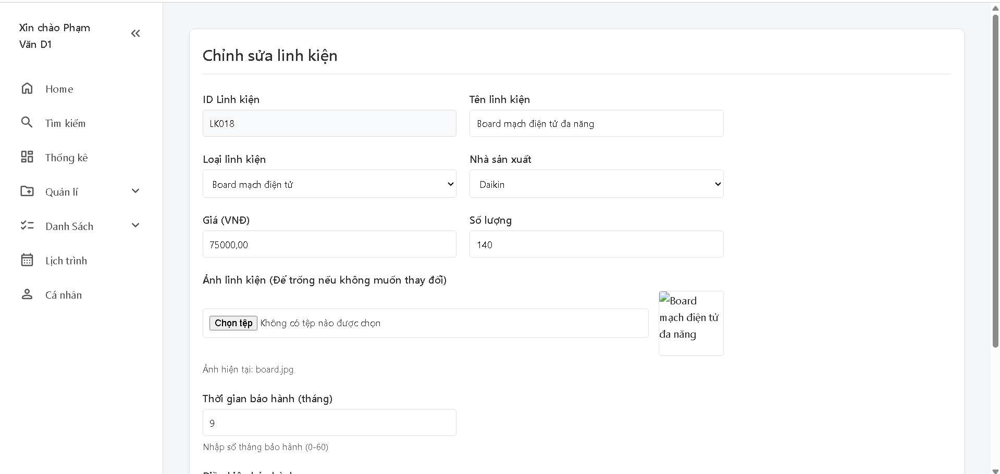 Xin chào Phạm
Văn D1
Home
Tìm kiếm
Thống kê
Quản lí
Danh Sách
Lịch trình
Cá nhân
Chỉnh sửa linh kiện
ID Linh kiện
Tên linh kiện
LK018
Board mạch điện tử đa năng
Loại linh kiện
Nhà sản xuất
Board mạch điện tử
Daikin
Giá (VNĐ)
Số lượng
75000,00
140
Ảnh linh kiện (Để trống nếu không muốn thay đổi)
Chọn tệp Không có tệp nào được chọn
Board
mạch điện tử
đa năng
Ảnh hiện tại: board.jpg
Thời gian bảo hành (tháng)
9
Nhập số tháng bảo hành (0-60)